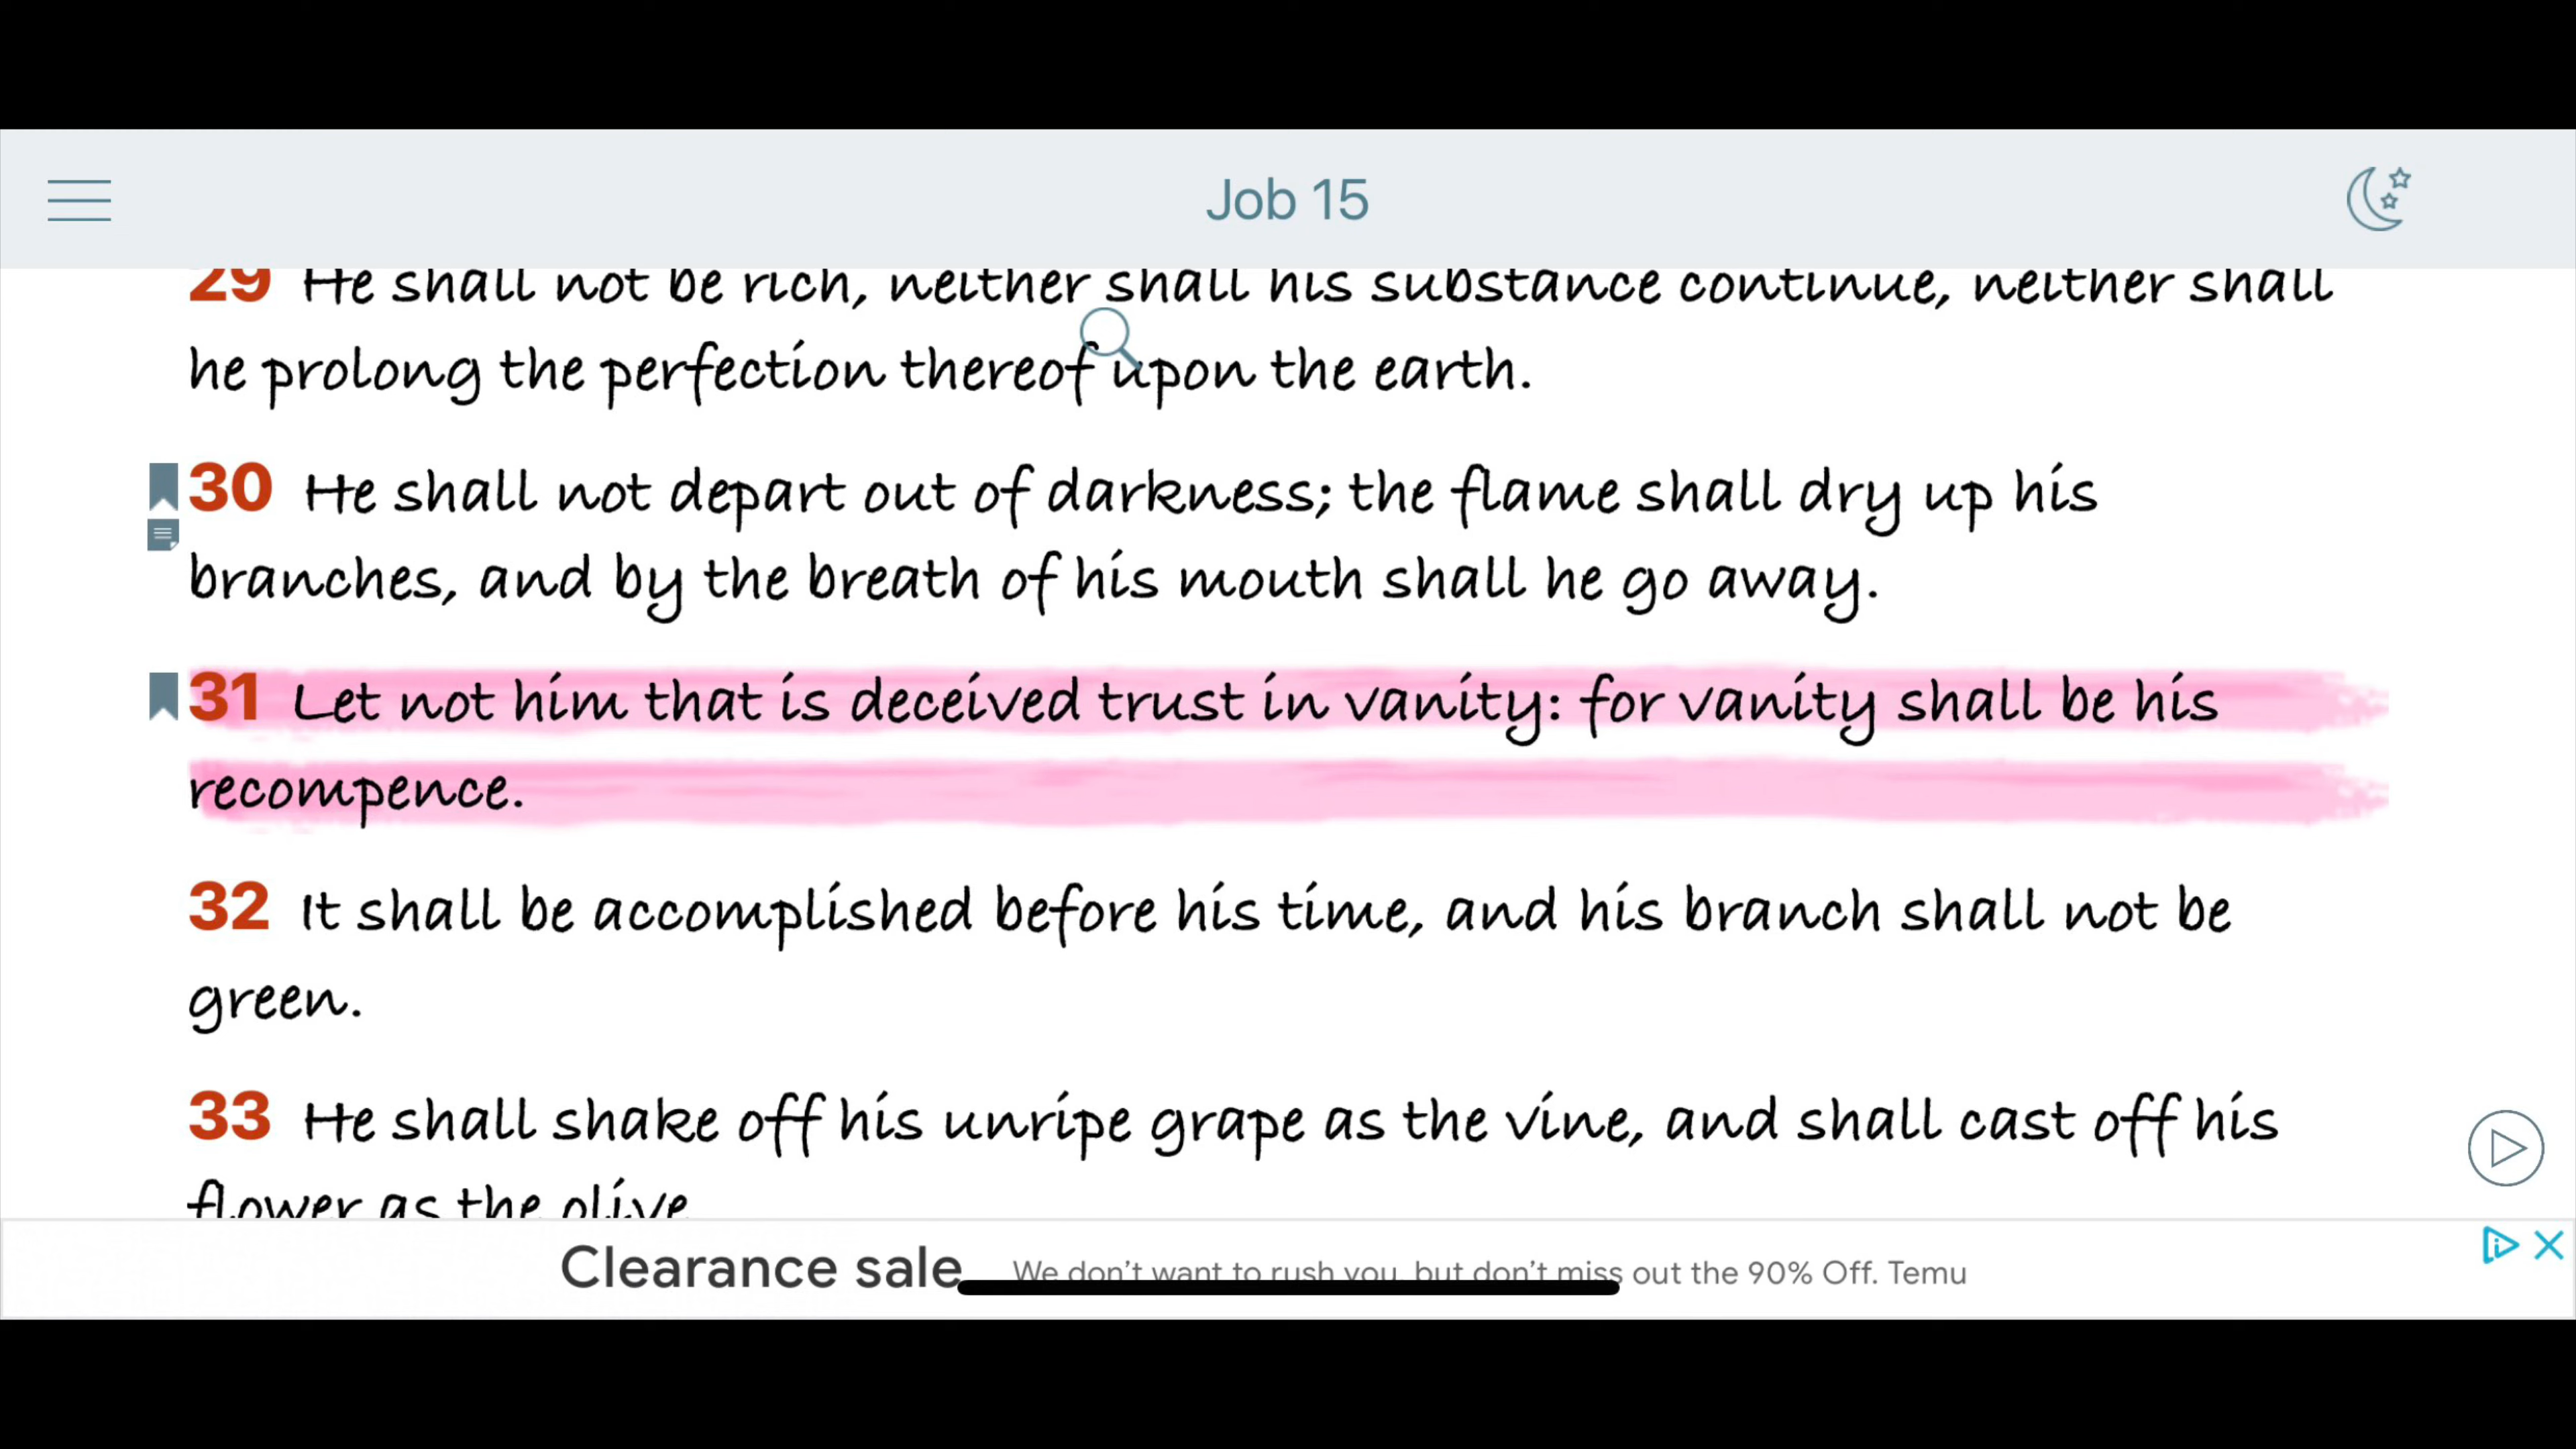 Job 15
29 He shall not be rich, neither shall his substance continue, neither shall
he prolong the perfection thereof upon the earth.
30 He shall not depart out of darkness; the flame shall dry up his
branches, and by the breath of his mouth shall he go away.
31 Let not him that is deceived trust in vanity: for vanity shall be his
recompence.
32 It shall be accomplished before his time, and his branch shall not be
green.
33 He shall shake off his unripe grape as the vine, and shall cast off his
flower as the olive
Clearance sale We don't want to rush you, but don't miss out the 90% Off. Temu